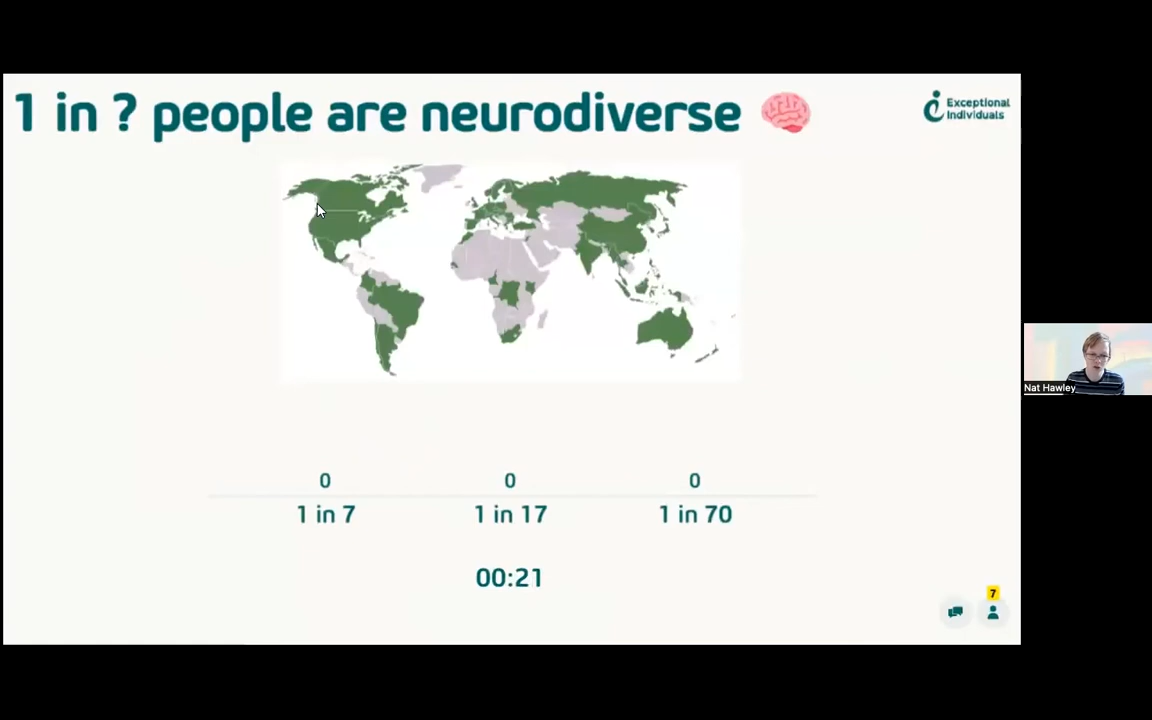 1 in ? people are neurodiverse
Exceptional
Individuals
Nat Hawley
0
0
0
1 in 7
1 in 17
1 in 70
00:21
7